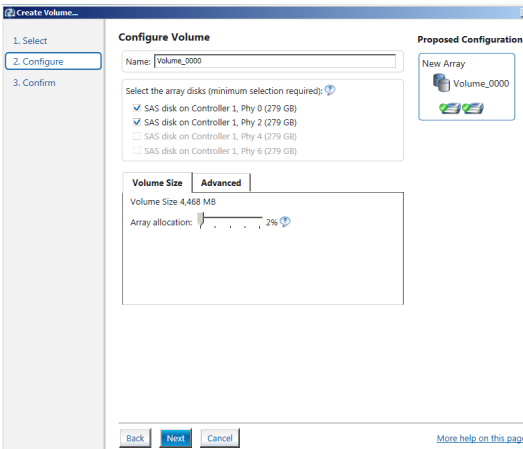 Create Volume...
1. Select
2. Configure
3. Confirm
Configure Volume
Name: Volume_0000
Select the array disks (minimum selection required):
SAS disk on Controller 1, Phy 0 (279 GB)
SAS disk on Controller 1, Phy 2 (279 GB)
SAS disk on Controller 1, Phy 4 (279 GB)
SAS disk on Controller 1, Phy 6 (279 GB)
Volume Size
Advanced
Volume Size 4,468 MB
Array allocation: 2%
Proposed Configuration
New Array
Volume_0000
Back
Next
Cancel
More help on this page